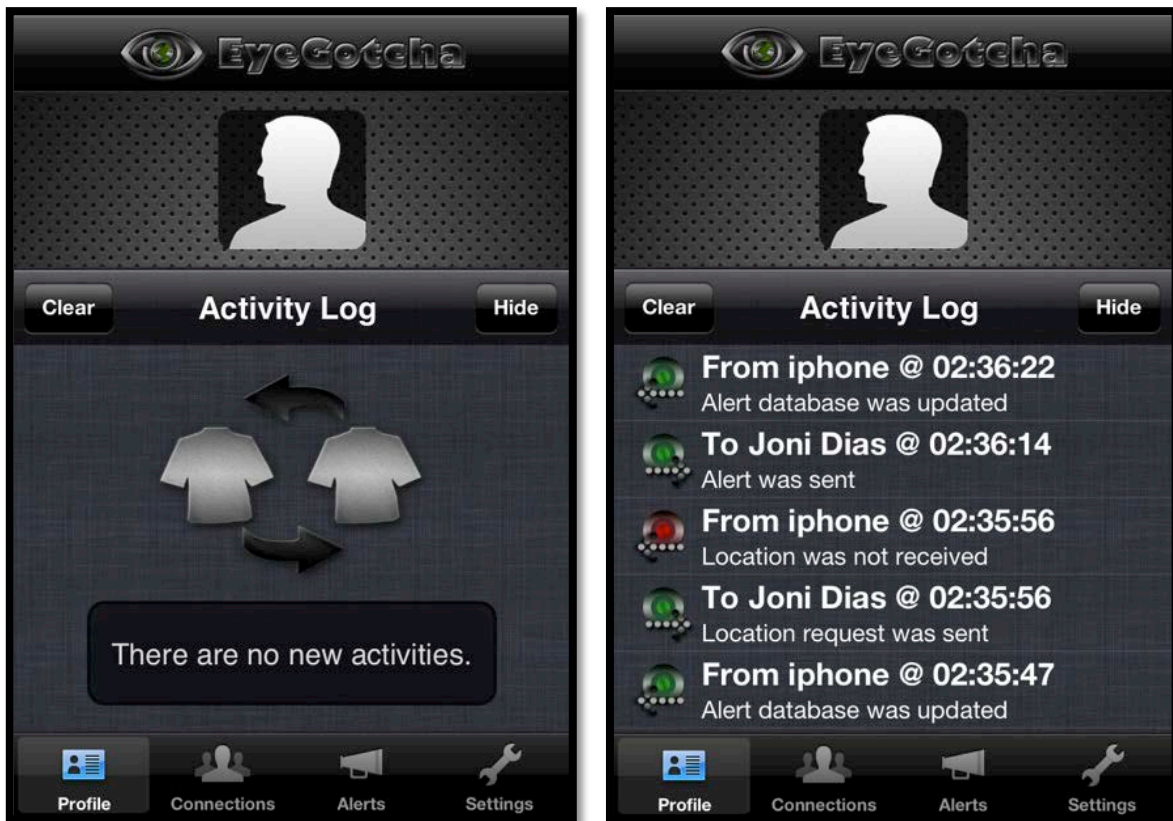 EyeGotcha
Clear
Activity Log
Hide
There are no new activities.
Profile
Connections
Alerts
Settings
EyeGotcha
Clear
Activity Log
Hide
From iphone @ 02:36:22
Alert database was updated
To Joni Dias @ 02:36:14
Alert was sent
From iphone @ 02:35:56
Location was not received
To Joni Dias @ 02:35:56
Location request was sent
From iphone @ 02:35:47
Alert database was updated
Profile
Connections
Alerts
Settings